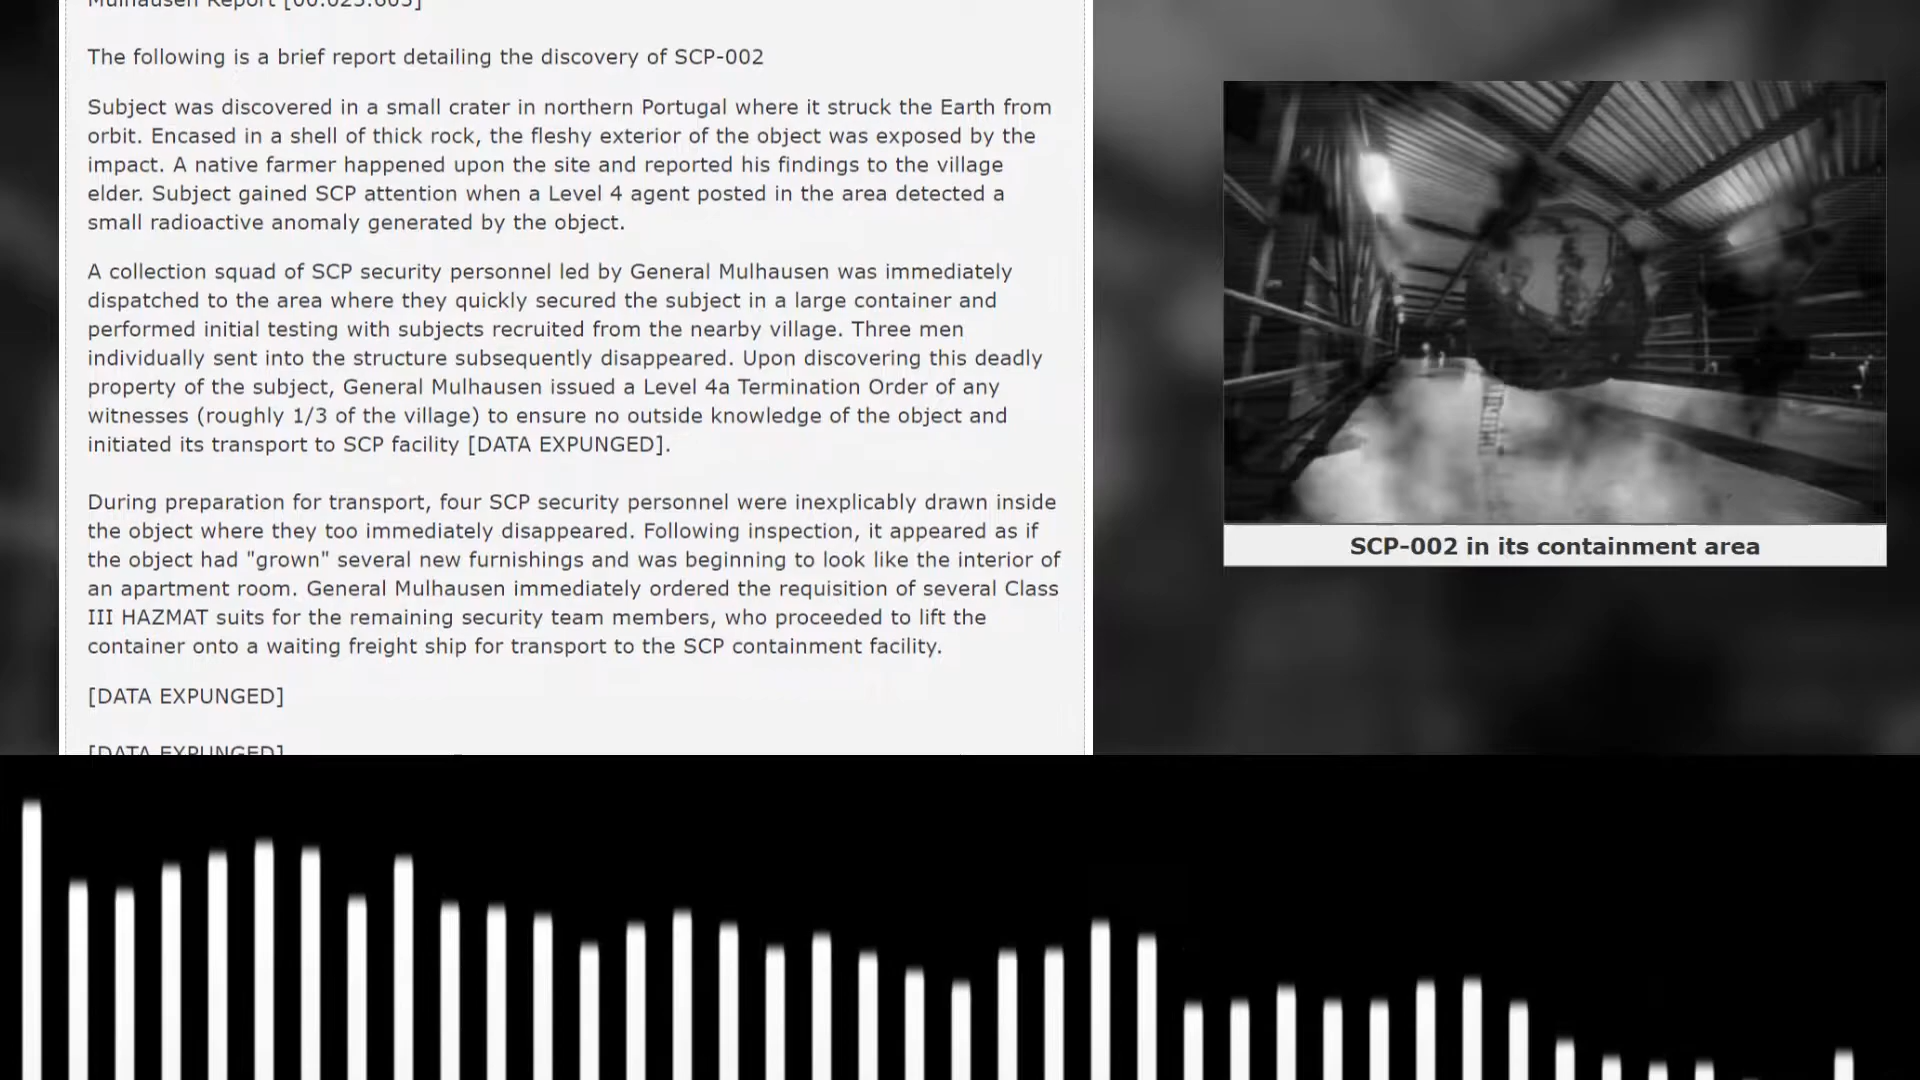 Mulhausen Report [00.023.603]
The following is a brief report detailing the discovery of SCP-002
Subject was discovered in a small crater in northern Portugal where it struck the Earth from
orbit. Encased in a shell of thick rock, the fleshy exterior of the object was exposed by the
impact. A native farmer happened upon the site and reported his findings to the village
elder. Subject gained SCP attention when a Level 4 agent posted in the area detected a
small radioactive anomaly generated by the object.
A collection squad of SCP security personnel led by General Mulhausen was immediately
dispatched to the area where they quickly secured the subject in a large container and
performed initial testing with subjects recruited from the nearby village. Three men
individually sent into the structure subsequently disappeared. Upon discovering this deadly
property of the subject, General Mulhausen issued a Level 4a Termination Order of any
witnesses (roughly 1/3 of the village) to ensure no outside knowledge of the object and
initiated its transport to SCP facility [DATA EXPUNGED].
During preparation for transport, four SCP security personnel were inexplicably drawn inside
the object where they too immediately disappeared. Following inspection, it appeared as if
the object had "grown" several new furnishings and was beginning to look like the interior of
an apartment room. General Mulhausen immediately ordered the requisition of several Class
III HAZMAT suits for the remaining security team members, who proceeded to lift the
container onto a waiting freight ship for transport to the SCP containment facility.
[DATA EXPUNGED]
[DATA EXPUNGED]
SCP-002 in its containment area